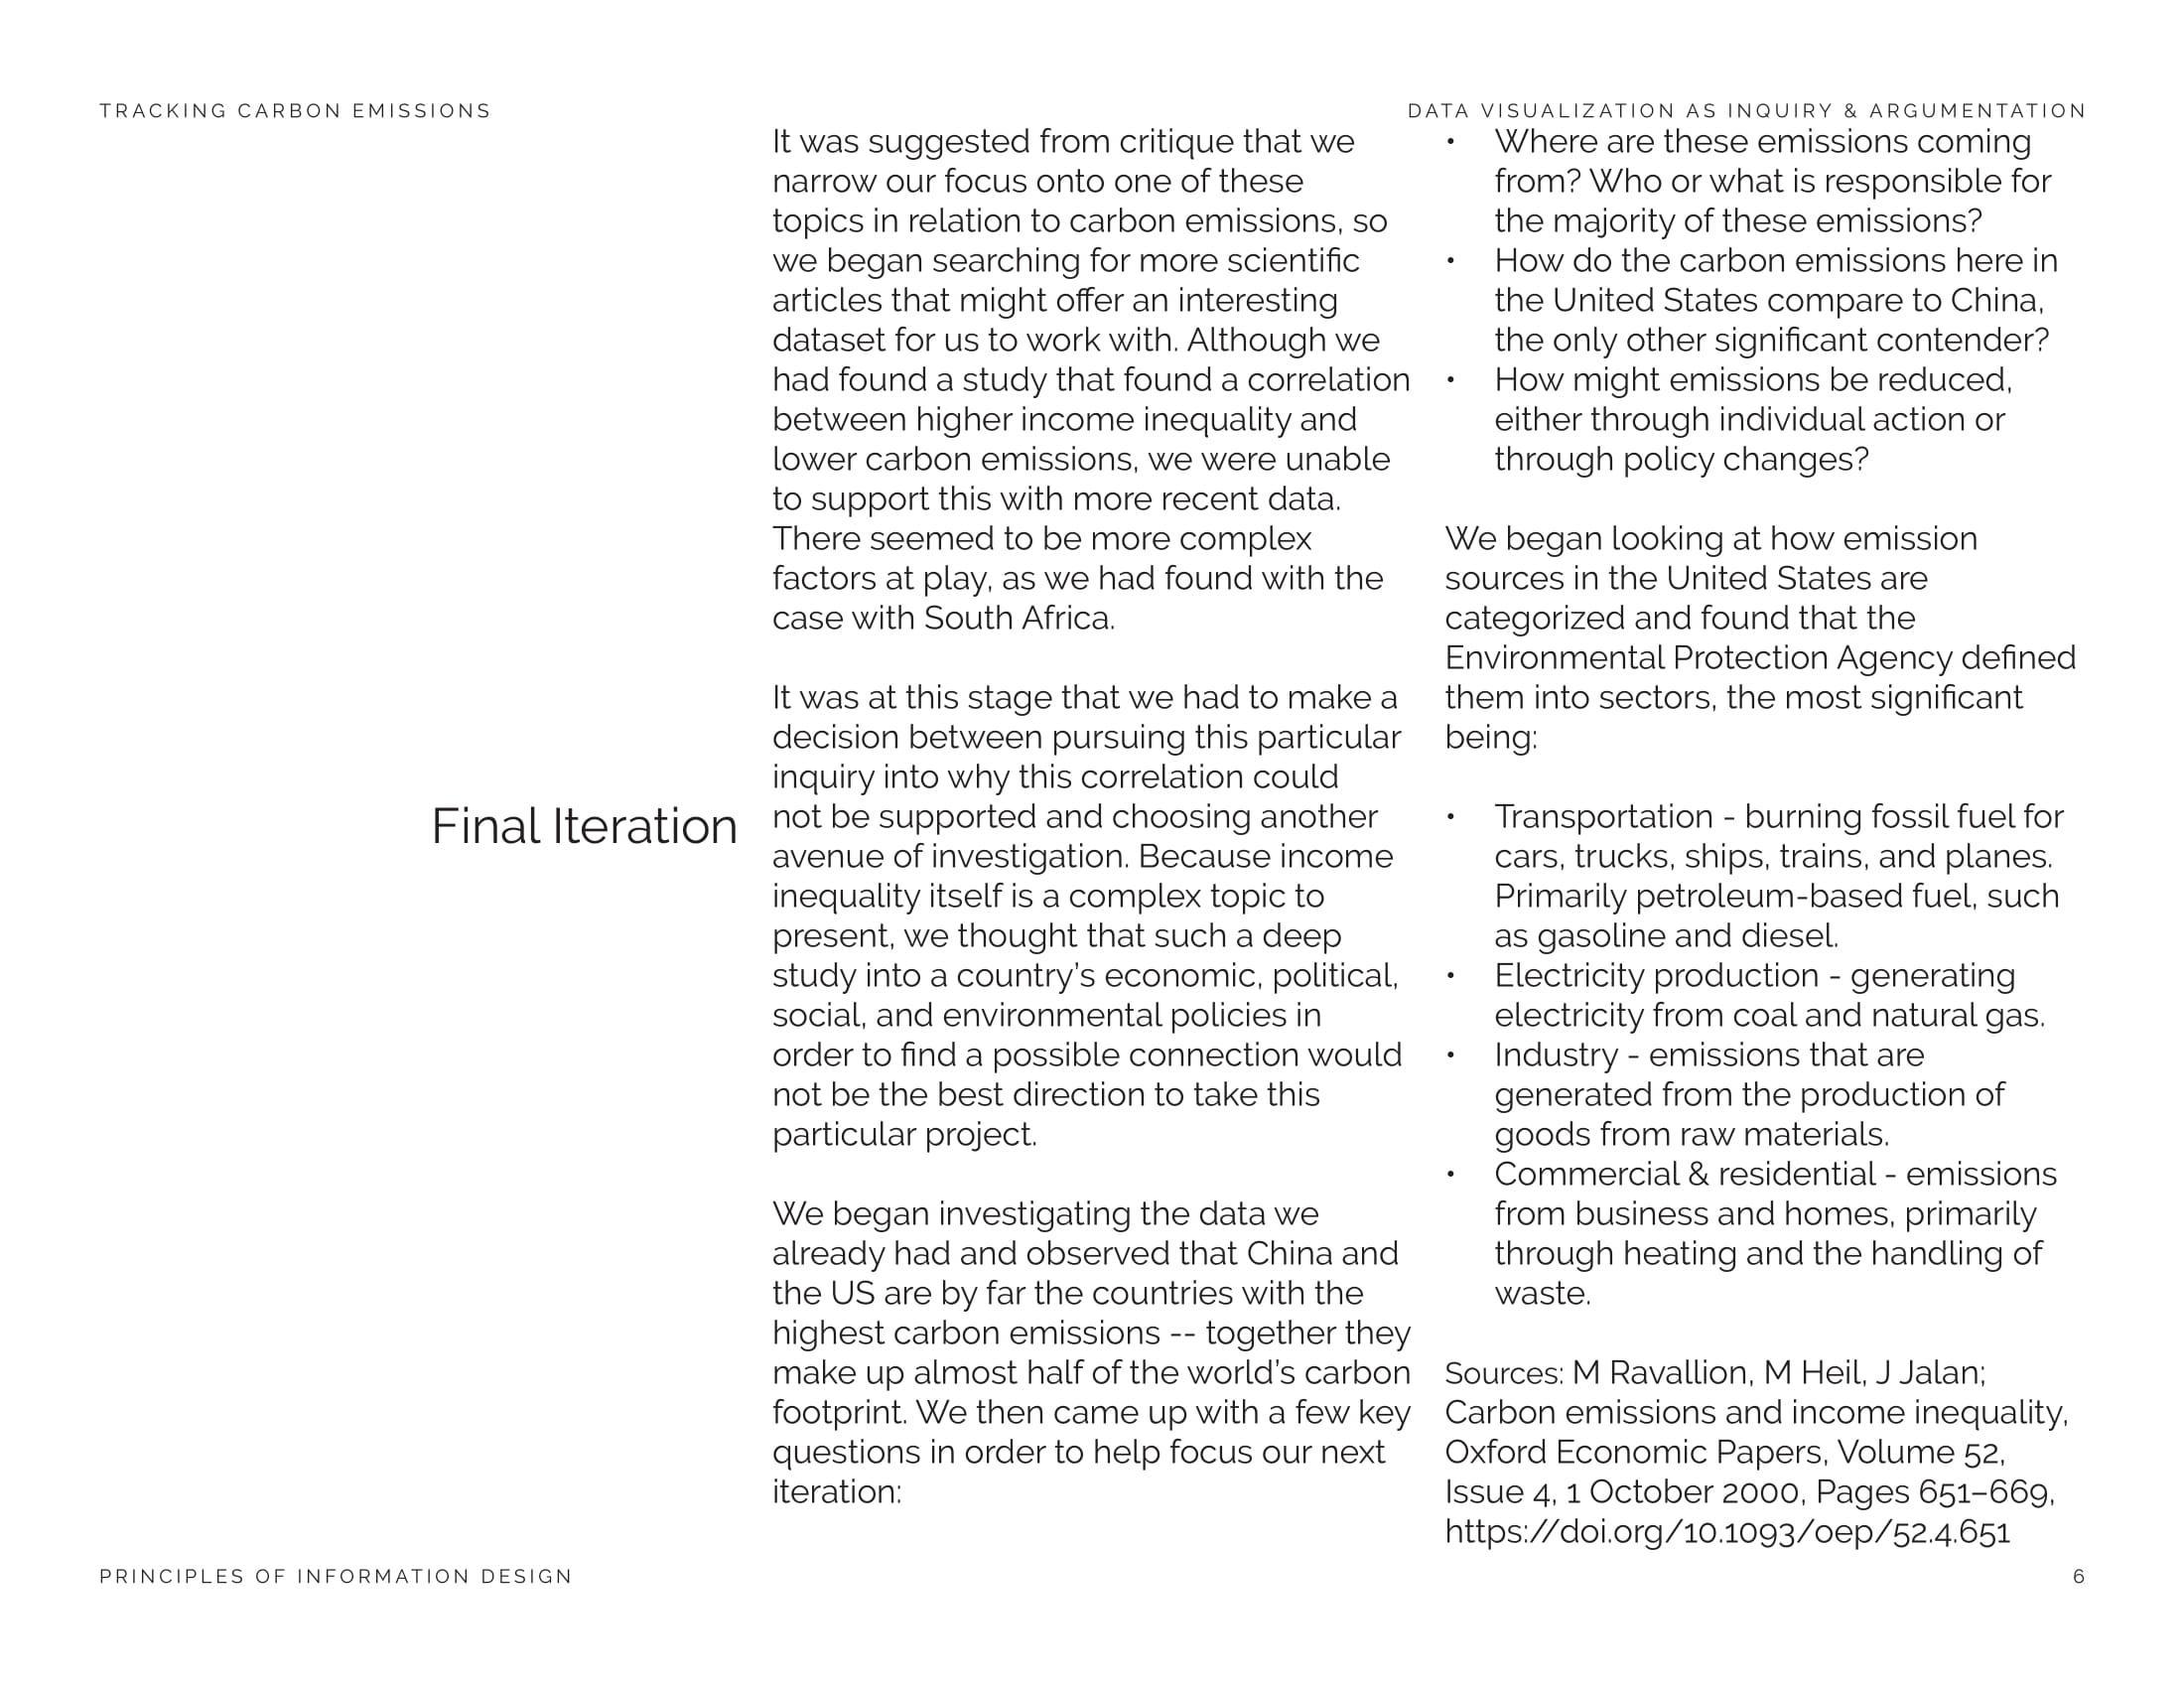 TRACKING CARBON EMISSIONS
DATA VISUALIZATION AS INQUIRY & ARGUMENTATION
Final Iteration
It was suggested from critique that we
narrow our focus onto one of these
topics in relation to carbon emissions, so
we began searching for more scientific
articles that might offer an interesting
dataset for us to work with. Although we
had found a study that found a correlation
between higher income inequality and
lower carbon emissions, we were unable
to support this with more recent data.
There seemed to be more complex
factors at play, as we had found with the
case with South Africa.
It was at this stage that we had to make a
decision between pursuing this particular
inquiry into why this correlation could
not be supported and choosing another
avenue of investigation. Because income
inequality itself is a complex topic to
present, we thought that such a deep
study into a country's economic, political,
social, and environmental policies in
order to find a possible connection would
not be the best direction to take this
particular project.
We began investigating the data we
already had and observed that China and
the US are by far the countries with the
highest carbon emissions -- together they
make up almost half of the world's carbon
footprint. We then came up with a few key
questions in order to help focus our next
iteration:
• Where are these emissions coming
from? Who or what is responsible for
the majority of these emissions?
• How do the carbon emissions here in
the United States compare to China,
the only other significant contender?
• How might emissions be reduced,
either through individual action or
through policy changes?
We began looking at how emission
sources in the United States are
categorized and found that the
Environmental Protection Agency defined
them into sectors, the most significant
being:
• Transportation - burning fossil fuel for
cars, trucks, ships, trains, and planes.
Primarily petroleum-based fuel, such
as gasoline and diesel.
• Electricity production - generating
electricity from coal and natural gas.
• Industry - emissions that are
generated from the production of
goods from raw materials.
• Commercial & residential - emissions
from business and homes, primarily
through heating and the handling of
waste.
Sources: M Ravallion, M Heil, J Jalan;
Carbon emissions and income inequality,
Oxford Economic Papers, Volume 52,
Issue 4, 1 October 2000, Pages 651–669,
https://doi.org/10.1093/oep/52.4.651
PRINCIPLES OF INFORMATION DESIGN
6